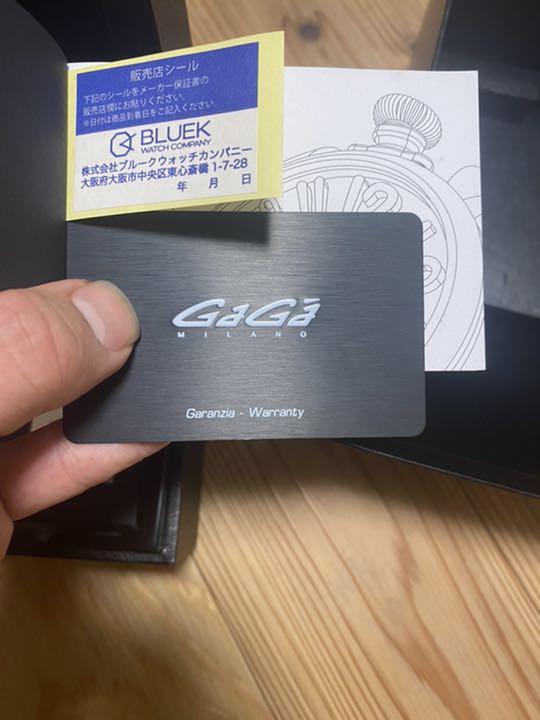 販売店シール
下記のシールをメーカー保証書の
販売店欄にお貼りください。
※日付は商品到着日をご記入ください
BLUEK
WATCH COMPANY
株式会社ブルークウォッチカンパニー
大阪府大阪市中央区東心斎橋1-7-28
年 月 日
GaGà
MILANO
Garanzia - Warranty
12